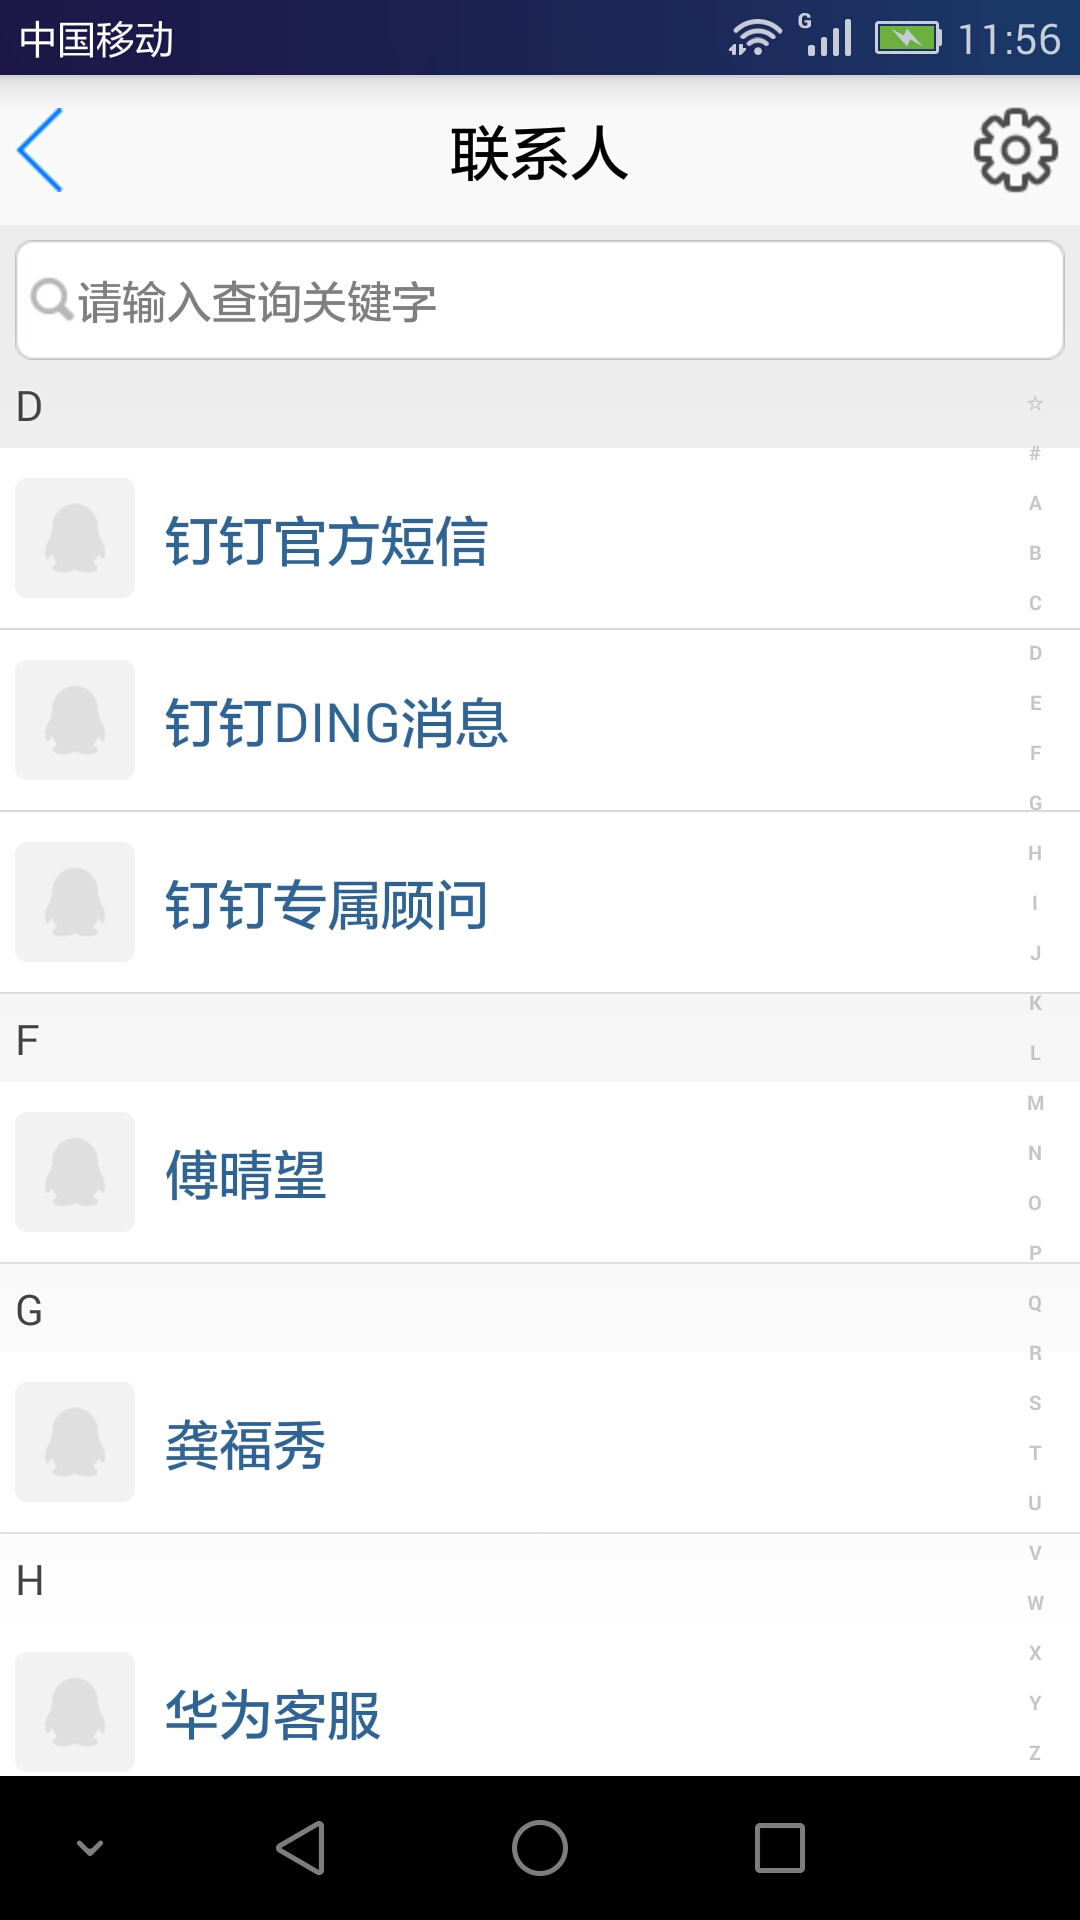 中国移动
G
11:56
联系人
请输入查询关键字
D
钉钉官方短信
钉钉DING消息
钉钉专属顾问
F
傅晴望
G
龚福秀
H
华为客服
☆
#
A
B
C
D
E
F
G
H
I
J
K
L
M
N
O
P
Q
R
S
T
U
V
W
X
Y
Z